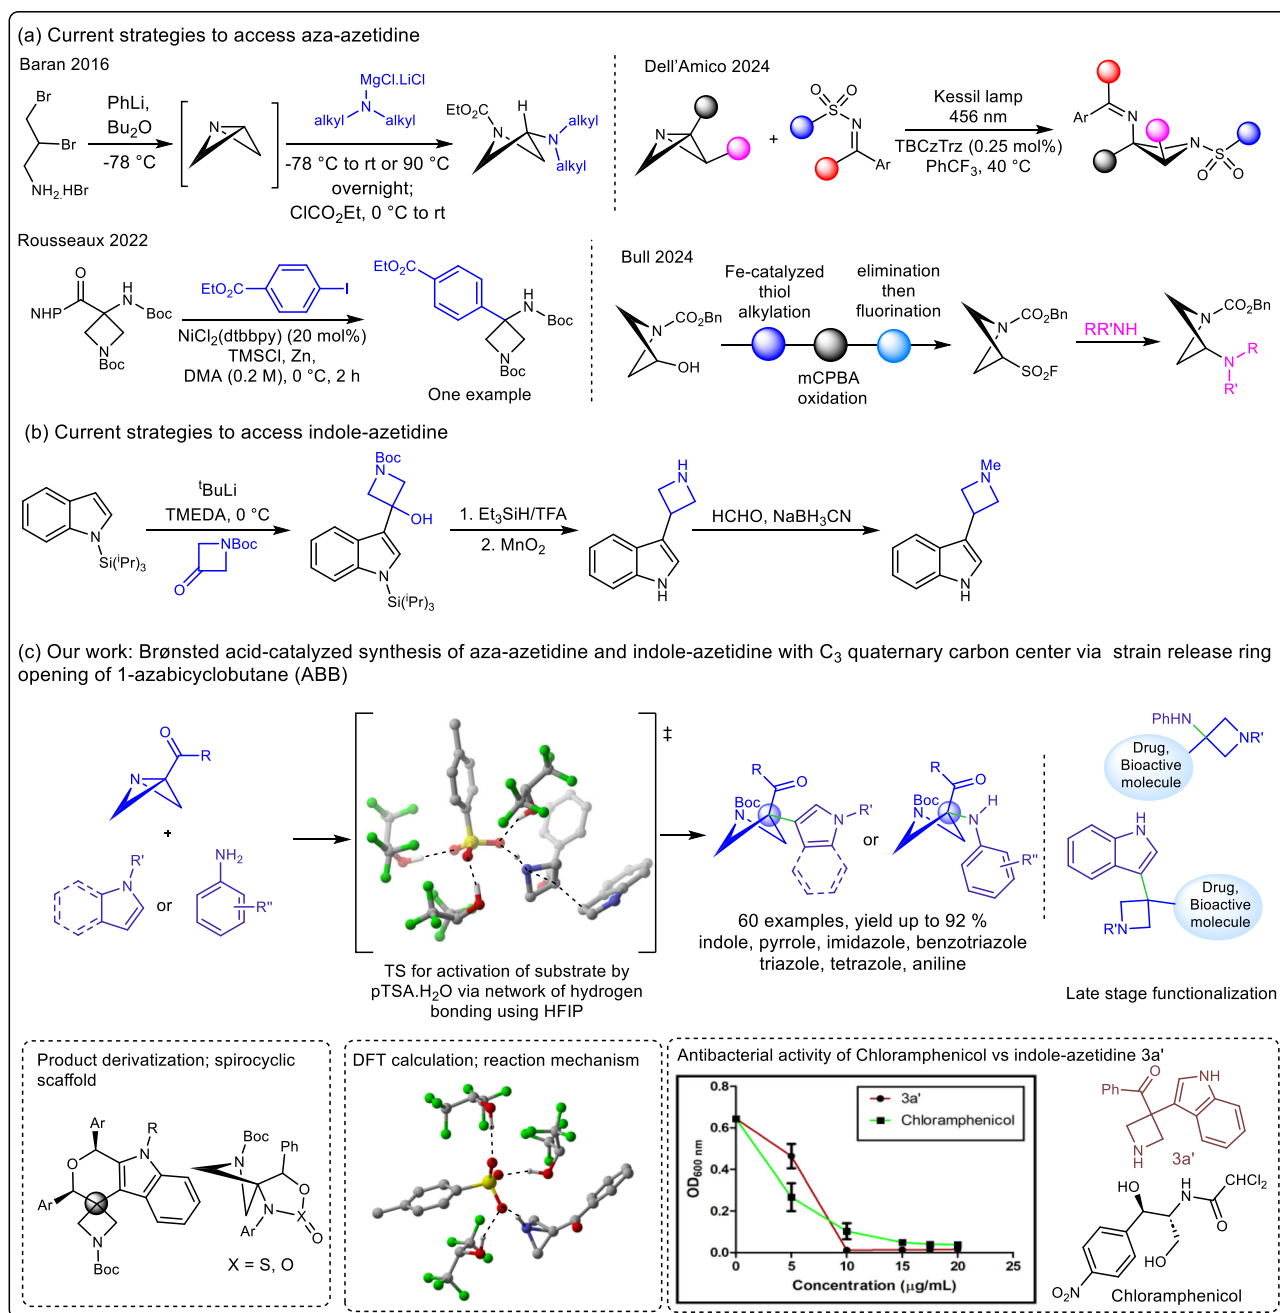 (a) Current strategies to access aza-azetidine
Baran 2016
Br
Br
NH2.HBr
PhLi,
Bu2O
-78 °C
N
MgCl.LiCl
N
alkyl
alkyl
-78 °C to rt or 90 °C
overnight;
ClCO2Et, 0 °C to rt
EtO2C
N
H
N
alkyl
alkyl
Dell'Amico 2024
N
+
O
O
S
N
Ar
Kessil lamp
456 nm
TBCzTrz (0.25 mol%)
PhCF3, 40 °C
Ar
N
N
S
O
O
Rousseaux 2022
O
NHP
H
N
Boc
N
Boc
EtO2C
I
NiCl2(dtbbpy) (20 mol%)
TMSCl, Zn,
DMA (0.2 M), 0 °C, 2 h
EtO2C
H
N
Boc
N
Boc
One example
Bull 2024
CO2Bn
N
OH
Fe-catalyzed
thiol
alkylation
elimination
then
fluorination
mCPBA
oxidation
CO2Bn
N
SO2F
RR'NH
CO2Bn
N
N
R
R'
(b) Current strategies to access indole-azetidine
N
Si(iPr)3
tBuLi
TMEDA, 0 °C
NBoc
O
Boc
N
OH
N
Si(iPr)3
1. Et3SiH/TFA
2. MnO2
H
N
N
H
HCHO, NaBH3CN
Me
N
N
H
(c) Our work: Brønsted acid-catalyzed synthesis of aza-azetidine and indole-azetidine with C3 quaternary carbon center via strain release ring
opening of 1-azabicyclobutane (ABB)
O
R
N
+
R'
N
or
NH2
R''
‡
TS for activation of substrate by
pTSA.H2O via network of hydrogen
bonding using HFIP
R
O
Boc
N
N
R'
or
R
O
Boc
N
H
N
R''
60 examples, yield up to 92 %
indole, pyrrole, imidazole, benzotriazole
triazole, tetrazole, aniline
PhHN
NR'
Drug,
Bioactive
molecule
H
N
R'N
Drug,
Bioactive
molecule
Late stage functionalization
Product derivatization; spirocyclic
scaffold
Ar
R
N
O
Ar
N
Boc
Boc
N
Ph
O
X
O
N
Ar
X = S, O
DFT calculation; reaction mechanism
Antibacterial activity of Chloramphenicol vs indole-azetidine 3a'
0.8
0.6
0.4
0.2
0.0
OD600 nm
3a'
Chloramphenicol
0 5 10 15 20 25
Concentration (µg/mL)
Ph
O
NH
N
H
3a'
HO
H
N
CHCl2
O
HO
O2N
Chloramphenicol